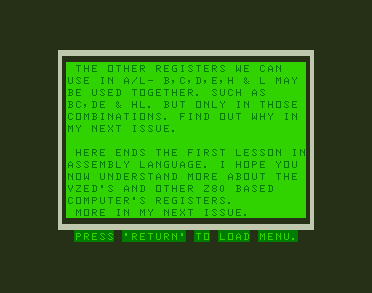 THE OTHER REGISTERS WE CAN
USE IN A/L- B,C,D,E,H & L MAY
BE USED TOGETHER. SUCH AS
BC,DE & HL. BUT ONLY IN THOSE
COMBINATIONS. FIND OUT WHY IN
MY NEXT ISSUE.
HERE ENDS THE FIRST LESSON IN
ASSEMBLY LANGUAGE. I HOPE YOU
NOW UNDERSTAND MORE ABOUT THE
VZED'S AND OTHER Z80 BASED
COMPUTER'S REGISTERS.
MORE IN MY NEXT ISSUE.
PRESS 'RETURN' TO LOAD MENU.